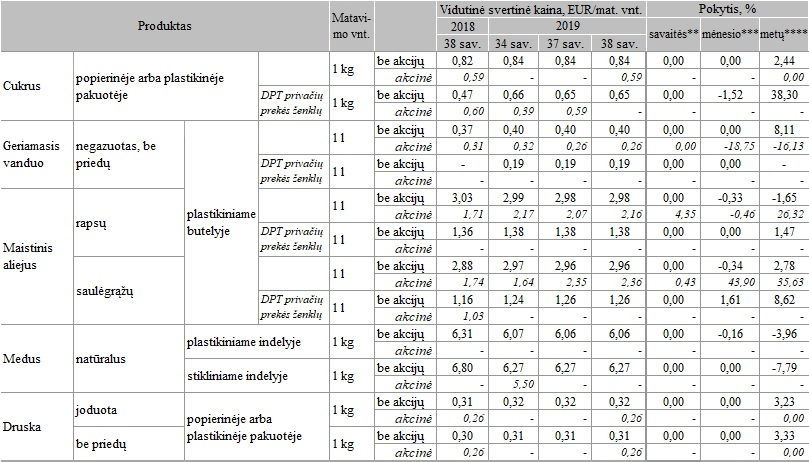 Produktas Matavi-mo vnt. Vidutinė svertinė kaina, EUR/mat. vnt. Pokytis, %
2018 2019 savaitės** mėnesio*** metų****
38 sav. 34 sav. 37 sav. 38 sav.
Cukrus popierinėje arba plastikinėje pakuotėje 1 kg be akcijų 0,82 0,84 0,84 0,84 0,00 0,00 2,44
akcinė 0,59 - - 0,59 - - 0,00
DPT privačių prekės ženklų 1 kg be akcijų 0,47 0,66 0,65 0,65 0,00 -1,52 38,30
akcinė 0,60 0,39 0,59 - - - -
Geriamasis vanduo negazuotas, be priedų plastikiniame butelyje 1 l be akcijų 0,37 0,40 0,40 0,40 0,00 0,00 8,11
akcinė 0,31 0,32 0,26 0,26 0,00 -18,75 -16,13
DPT privačių prekės ženklų 1 l be akcijų - 0,19 0,19 0,19 0,00 0,00 -
akcinė - - - - - - -
Maistinis aliejus rapsų 1 l be akcijų 3,03 2,99 2,98 2,98 0,00 -0,33 -1,65
akcinė 1,71 2,17 2,07 2,16 4,35 -0,46 26,32
DPT privačių prekės ženklų 1 l be akcijų 1,36 1,38 1,38 1,38 0,00 0,00 1,47
akcinė - - - - - - -
saulėgrąžų 1 l be akcijų 2,88 2,97 2,96 2,96 0,00 -0,34 2,78
akcinė 1,74 1,64 2,35 2,36 0,43 43,90 35,63
DPT privačių prekės ženklų 1 l be akcijų 1,16 1,24 1,26 1,26 0,00 1,61 8,62
akcinė 1,03 - - - - - -
Medus natūralus plastikiniame indelyje 1 kg be akcijų 6,31 6,07 6,06 6,06 0,00 -0,16 -3,96
akcinė - - - - - - -
stikliniame indelyje 1 kg be akcijų 6,80 6,27 6,27 6,27 0,00 0,00 -7,79
akcinė - 5,50 - - - - -
Druska joduota popierinėje arba plastikinėje pakuotėje 1 kg be akcijų 0,31 0,32 0,32 0,32 0,00 0,00 3,23
akcinė 0,26 - - 0,26 - - 0,00
be priedų 1 kg be akcijų 0,30 0,31 0,31 0,31 0,00 0,00 3,33
akcinė 0,26 - - 0,26 - - 0,00